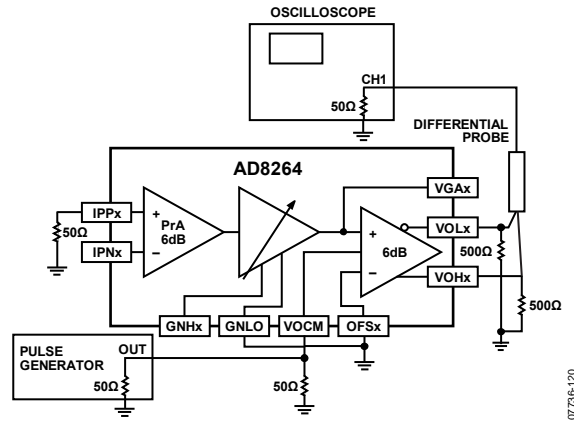 OSCILLOSCOPE
CH1
50Ω
DIFFERENTIAL
PROBE
AD8264
IPPx
VGAx
+
PrA
6dB
+
6dB
VOLx
50Ω
IPNx
–
–
500Ω
VOHx
500Ω
GNHx
GNLO
VOCM
OFSx
PULSE
GENERATOR
OUT
50Ω
50Ω
07736-120